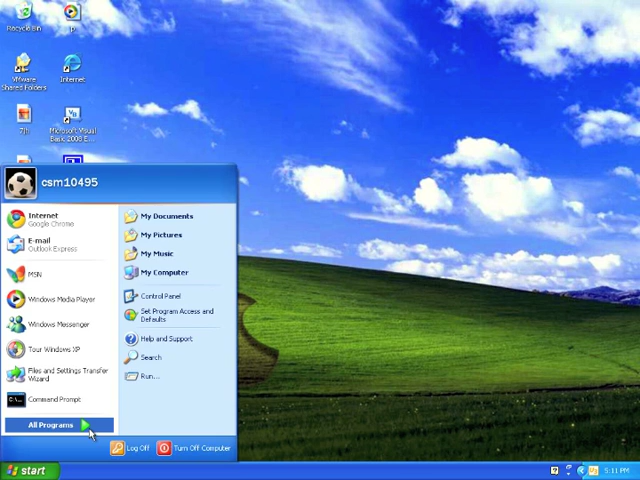 Recycle Bin
jp
VMware
Shared Folders
Internet
7jh
Microsoft Visual
Basic 2008 E...
csm10495
Internet
Google Chrome
E-mail
Outlook Express
MSN
Windows Media Player
Windows Messenger
Tour Windows XP
Files and Settings Transfer
Wizard
Command Prompt
All Programs
My Documents
My Pictures
My Music
My Computer
Control Panel
Set Program Access and
Defaults
Help and Support
Search
Run...
Log Off
Turn Off Computer
start
5:11 PM